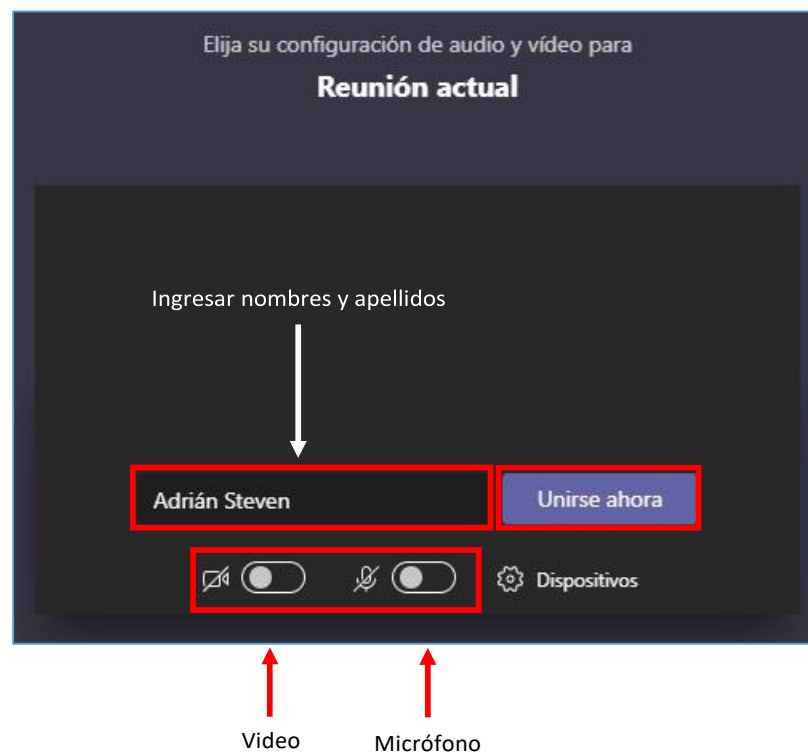 Elija su configuración de audio y vídeo para
Reunión actual
Ingresar nombres y apellidos
Adrián Steven
Unirse ahora
Dispositivos
Video
Micrófono